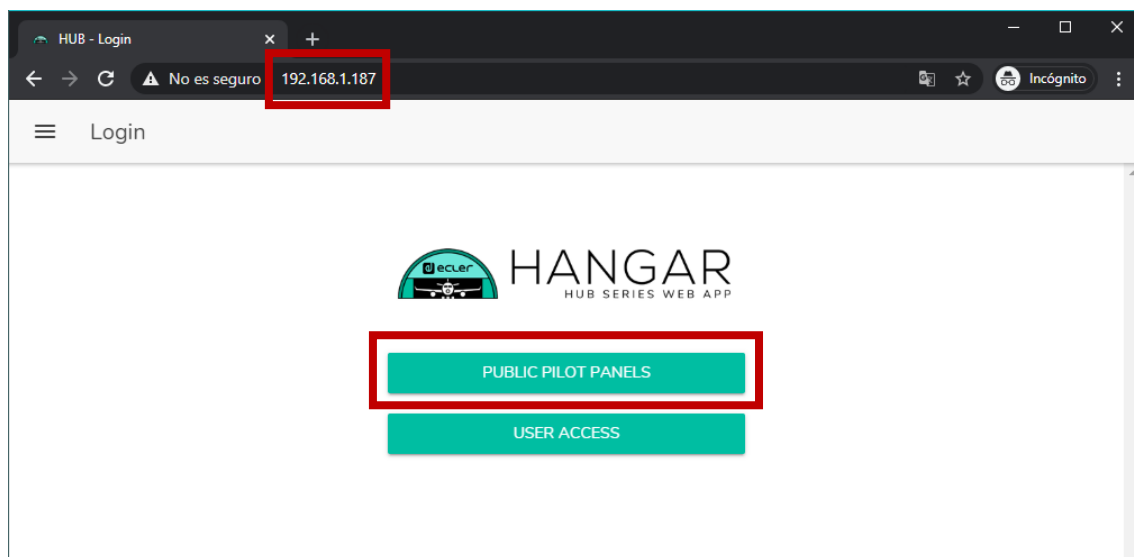 HUB - Login
No es seguro 192.168.1.187 Incógnito
Login
ecler
HANGAR
HUB SERIES WEB APP
PUBLIC PILOT PANELS
USER ACCESS